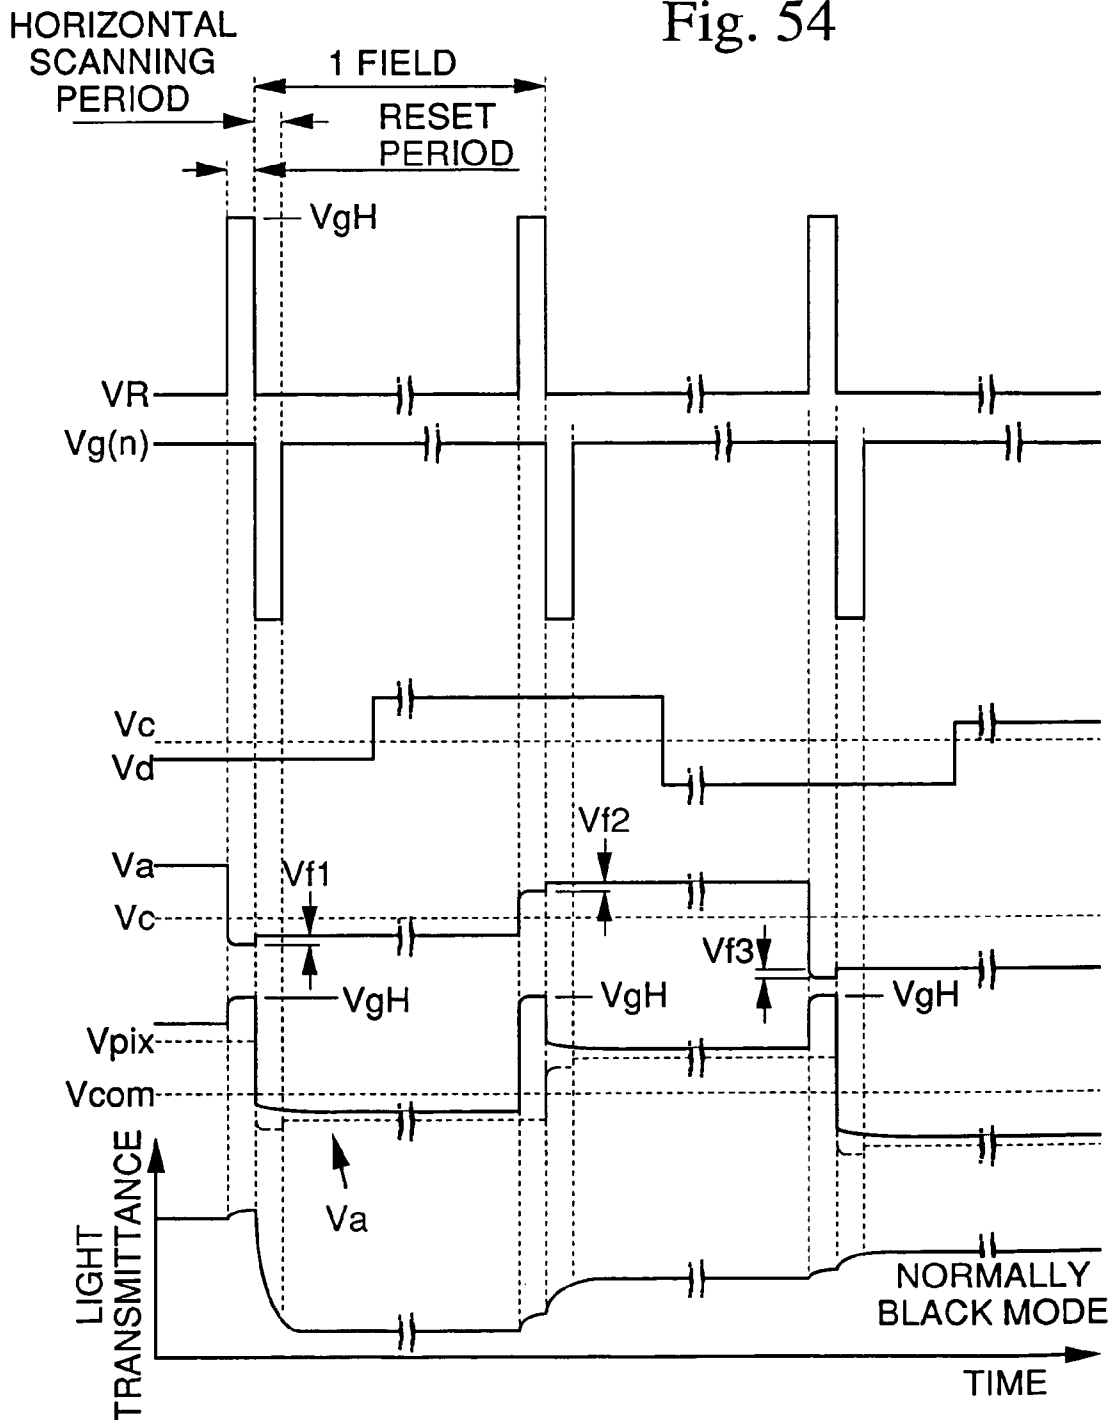 Fig. 54
HORIZONTAL
SCANNING
PERIOD
1 FIELD
RESET
PERIOD
VgH
VR
Vg(n)
Vc
Vd
Vf2
Va
Vf1
Vc
Vf3
VgH
VgH
VgH
Vpix
Vcom
Va
LIGHT
TRANSMITTANCE
NORMALLY
BLACK MODE
TIME